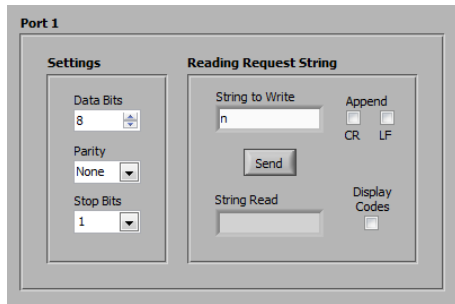 Port 1
Settings
Data Bits
8
Parity
None
Stop Bits
1
Reading Request String
String to Write
n
Append
CR LF
Send
String Read
Display
Codes